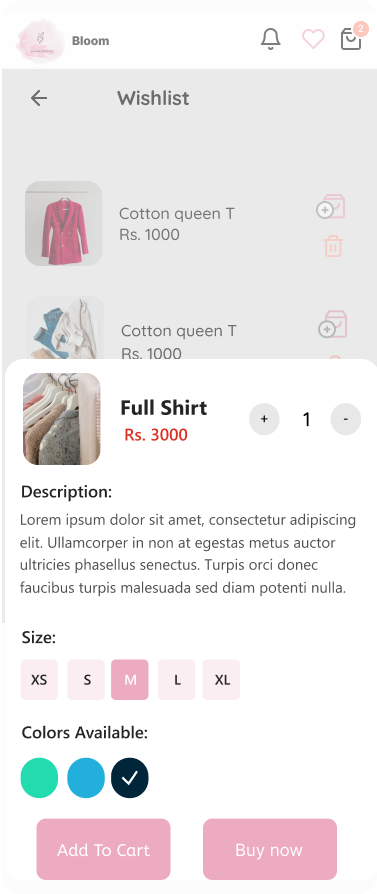 Bloom
2
Wishlist
Cotton queen T
Rs. 1000
Cotton queen T
Rs. 1000
Full Shirt
Rs. 3000
+ 1 -
Description:
Lorem ipsum dolor sit amet, consectetur adipiscing
elit. Ullamcorper in non at egestas metus auctor
ultricies phasellus senectus. Turpis orci donec
faucibus turpis malesuada sed diam potenti nulla.
Size:
XS S M L XL
Colors Available:
Add To Cart Buy now